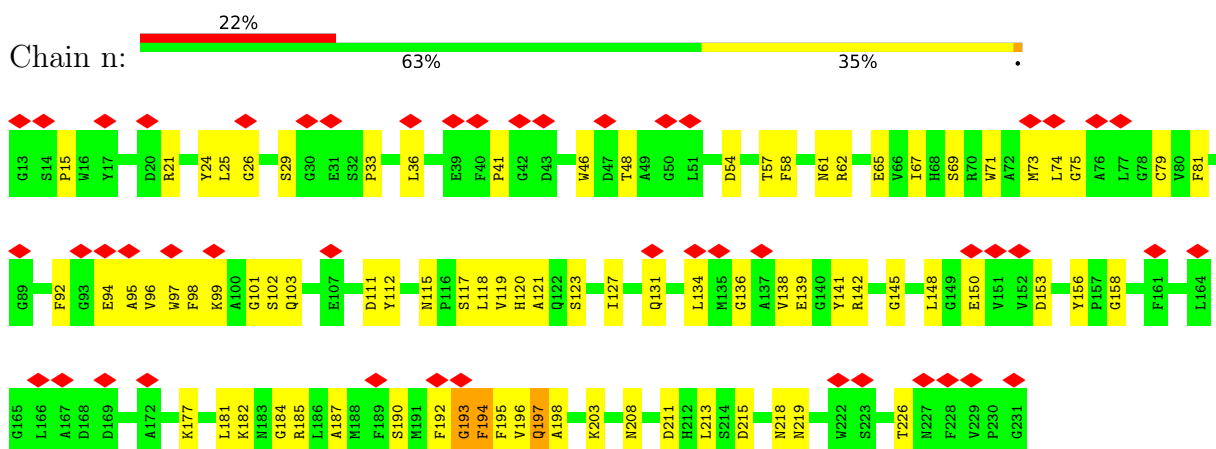 22%
Chain n:
63% 35% •
G13 S14 P15 W16 Y17 D20 R21 Y24 L25 G26 S29 G30 E31 S32 P33 L36 E39 F40 P41 G42 D43 W46 D47 T48 A49 G50 L51 D54 T57 F58 N61 R62 E65 V66 I67 H68 S69 R70 W71 A72 M73 L74 G75 A76 L77 G78 C79 V80 F81
G89 F92 G93 E94 A95 V96 W97 F98 K99 A100 G101 S102 Q103 E107 D111 Y112 N115 P116 S117 L118 V119 H120 A121 Q122 S123 I127 Q131 L134 M135 G136 A137 V138 E139 G140 Y141 R142 G145 L148 G149 E150 V151 V152 D153 Y156 P157 G158 F161 L164
G165 L166 A167 D168 D169 A172 K177 L181 K182 N183 G184 R185 L186 A187 M188 F189 S190 M191 F192 G193 F194 F195 V196 Q197 A198 K203 N208 D211 H212 L213 S214 D215 N218 N219 W222 S223 T226 N227 F228 V229 P230 G231